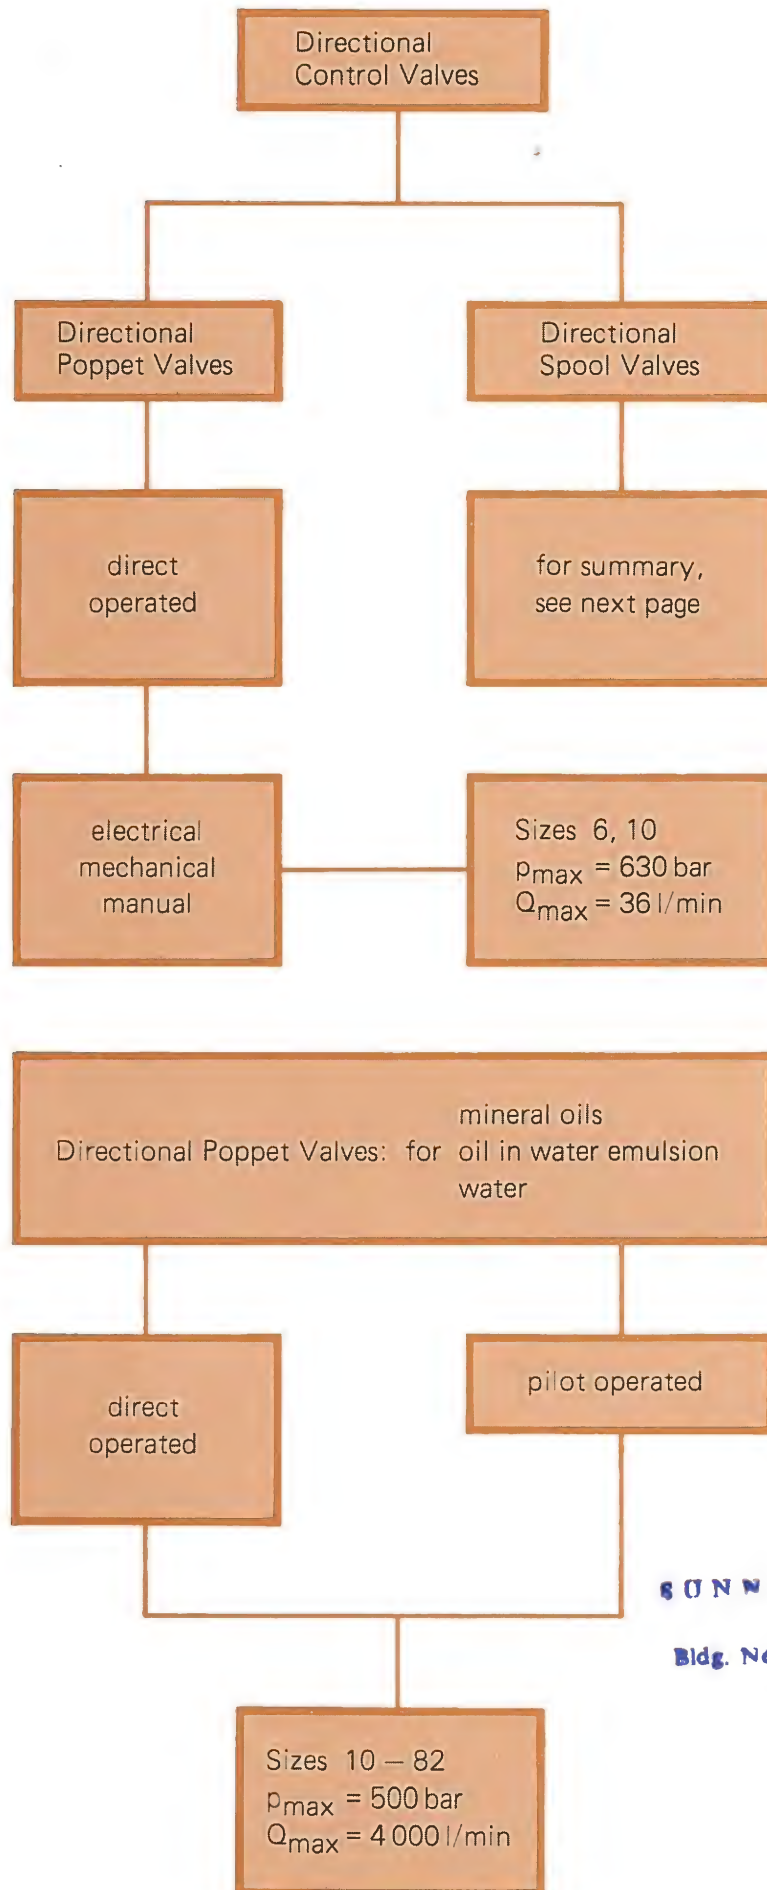 Directional
Control Valves
Directional
Poppet Valves
Directional
Spool Valves
direct
operated
for summary,
see next page
electrical
mechanical
manual
Sizes 6, 10
pmax = 630 bar
Qmax = 36 l/min
mineral oils
Directional Poppet Valves: for oil in water emulsion
water
direct
operated
pilot operated
Bldg.
Sizes 10 – 82
pmax = 500 bar
Qmax = 4000 l/min